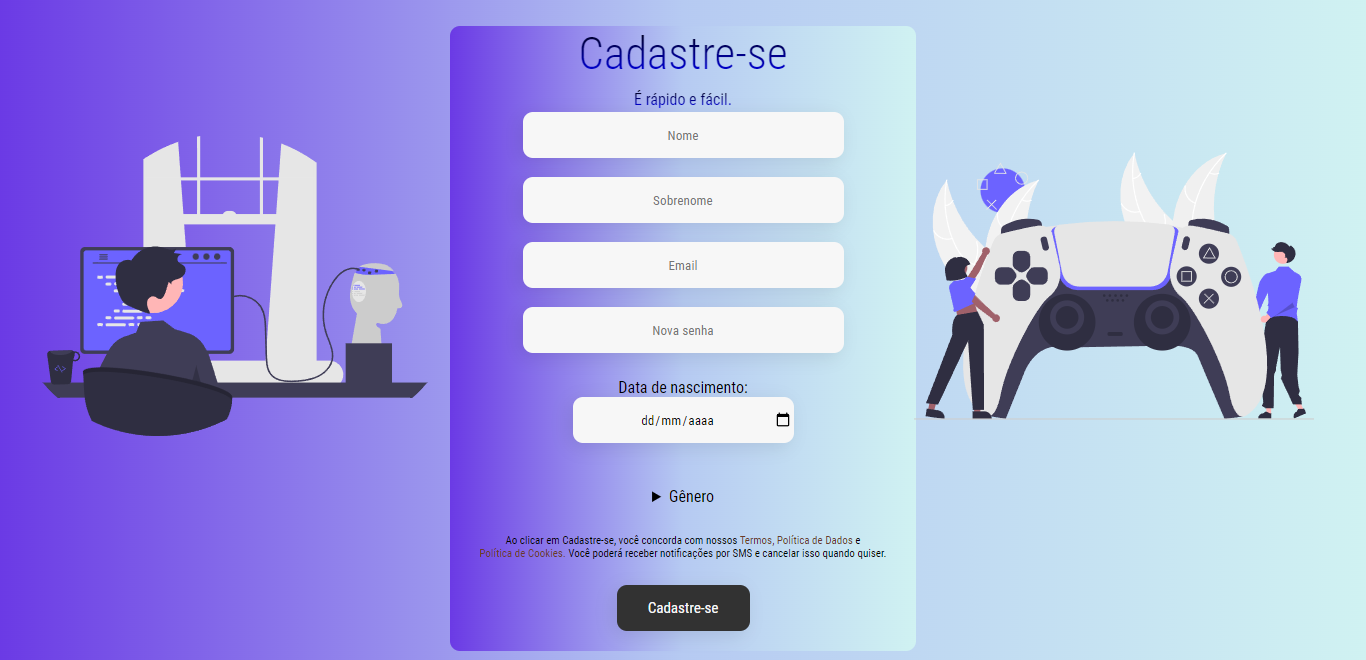 Cadastre-se
É rápido e fácil.
Nome
Sobrenome
Email
Nova senha
Data de nascimento:
dd/mm/aaaa
▶ Gênero
Ao clicar em Cadastre-se, você concorda com nossos Termos, Política de Dados e
Política de Cookies. Você poderá receber notificações por SMS e cancelar isso quando quiser.
Cadastre-se